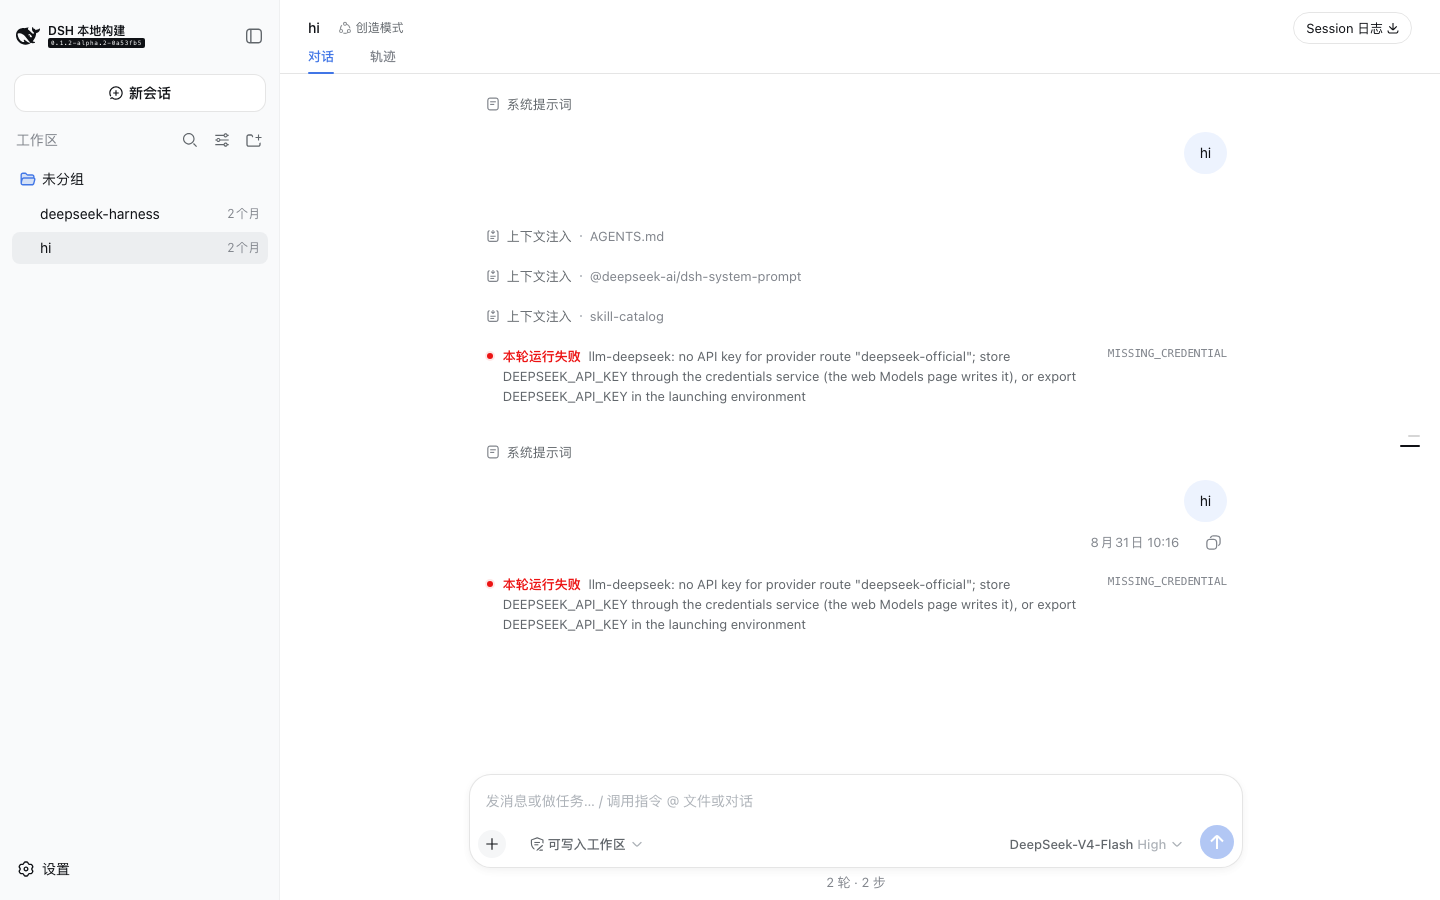 DSH 本地构建
0.1.2-alpha.2-0a53fb5
新会话
工作区
未分组
deepseek-harness 2个月
hi 2个月
设置
hi 创造模式
Session 日志
对话 轨迹
系统提示词
hi
上下文注入 · AGENTS.md
上下文注入 · @deepseek-ai/dsh-system-prompt
上下文注入 · skill-catalog
本轮运行失败 llm-deepseek: no API key for provider route "deepseek-official"; store MISSING_CREDENTIAL
DEEPSEEK_API_KEY through the credentials service (the web Models page writes it), or export
DEEPSEEK_API_KEY in the launching environment
系统提示词
hi
8月31日 10:16
本轮运行失败 llm-deepseek: no API key for provider route "deepseek-official"; store MISSING_CREDENTIAL
DEEPSEEK_API_KEY through the credentials service (the web Models page writes it), or export
DEEPSEEK_API_KEY in the launching environment
发消息或做任务... / 调用指令 @ 文件或对话
可写入工作区 DeepSeek-V4-Flash High
2 轮 · 2 步